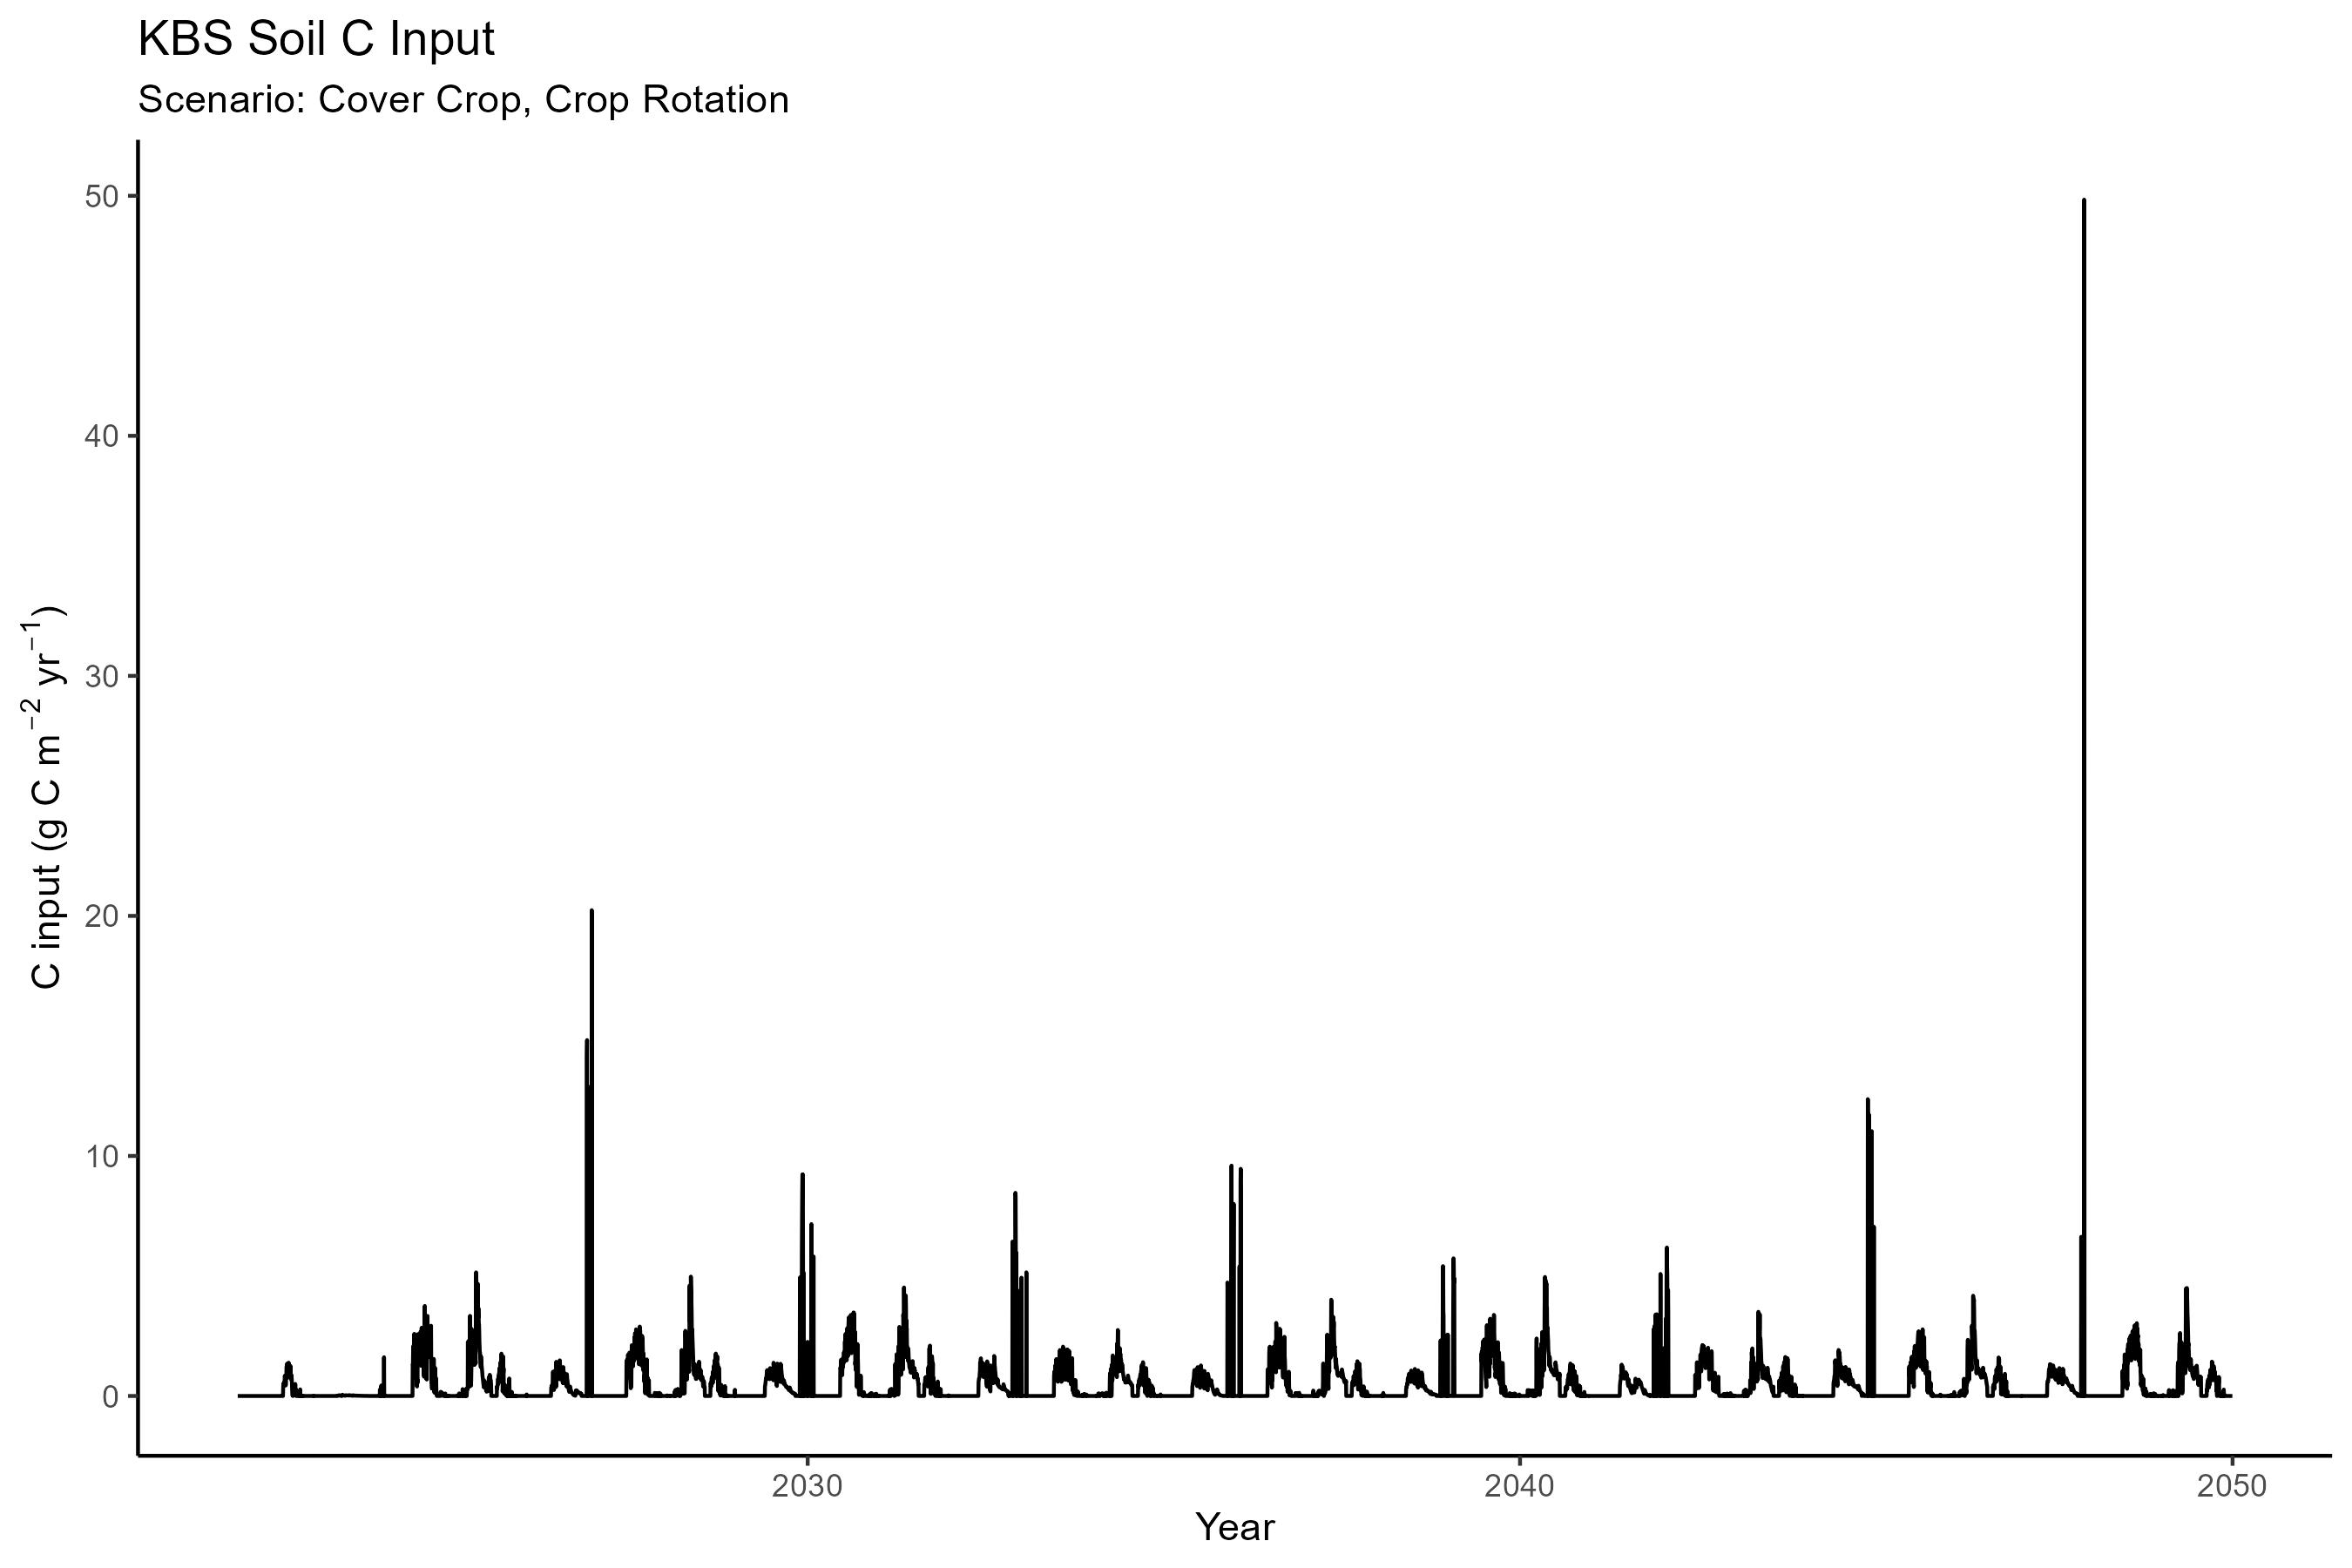 KBS Soil C Input
Scenario: Cover Crop, Crop Rotation
50
40
30
20
10
0
C input (g C m⁻² yr⁻¹)
2030
2040
2050
Year